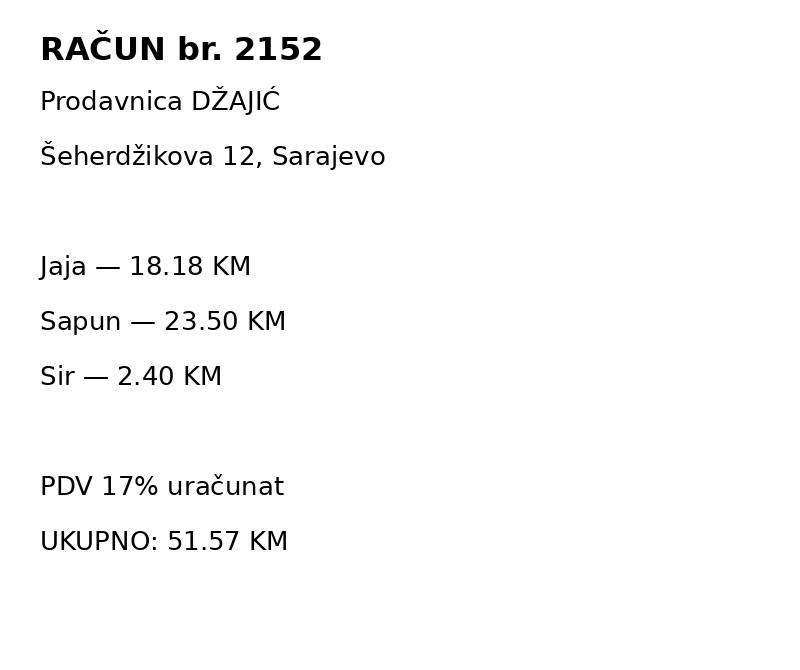 RAČUN br. 2152
Prodavnica DŽAJIĆ
Šeherdžikova 12, Sarajevo
Jaja — 18.18 KM
Sapun — 23.50 KM
Sir — 2.40 KM
PDV 17% uračunat
UKUPNO: 51.57 KM